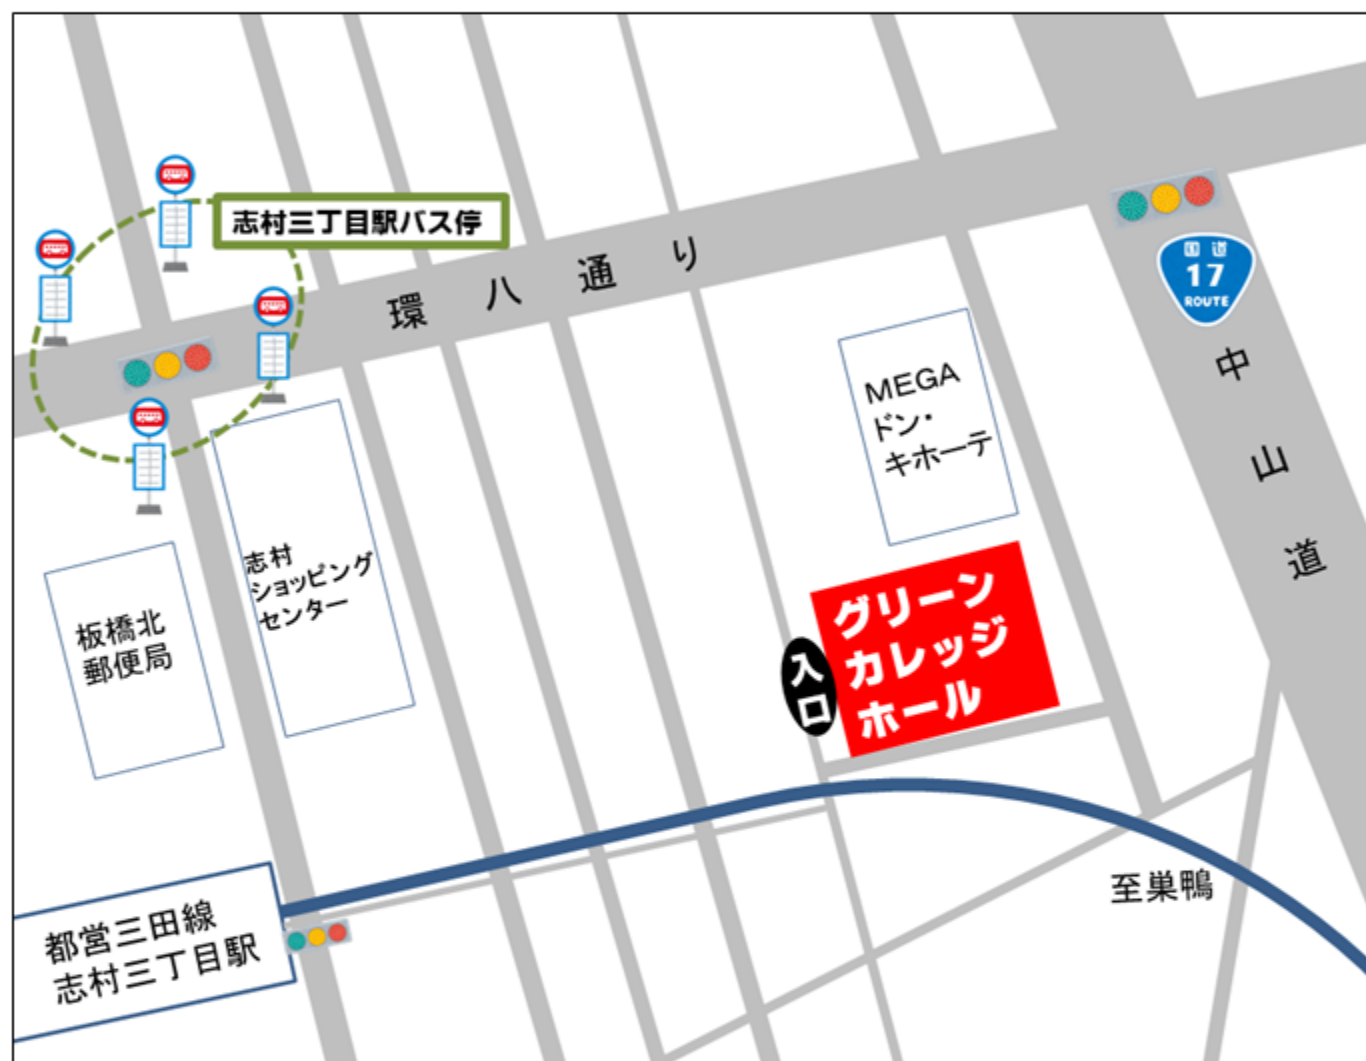 志村三丁目駅バス停
環八通り
国道
17
ROUTE
中山道
MEGA
ドン・
キホーテ
志村
ショッピング
センター
板橋北
郵便局
グリーン
カレッジ
ホール
入口
都営三田線
志村三丁目駅
至巣鴨